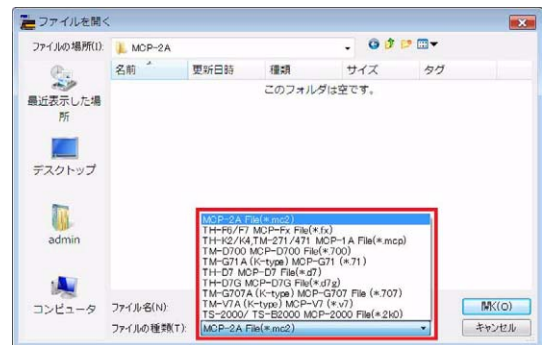 ファイルを開く
ファイルの場所(I):
MCP-2A
名前
更新日時
種類
サイズ
タグ
このフォルダは空です。
最近表示した場
所
デスクトップ
admin
コンピュータ
MCP-2A File(*.mc2)
TH-F6/F7 MCP-Fx File(*.fx)
TH-K2/K4,TM-271/471 MCP-1A File(*.mcp)
TM-D700 MCP-D700 File(*.700)
TM-G71A (K-type) MCP-G71 (*.71)
TH-D7 MCP-D7 File(*.d7)
TH-D7G MCP-D7G File(*.d7g)
TM-G707A (K-type) MCP-G707 File (*.707)
TM-V7A (K-type) MCP-V7 (*.v7)
TS-2000/ TS-B2000 MCP-2000 File(*.2k0)
ファイル名(N):
開く(O)
ファイルの種類(T):
MCP-2A File(*.mc2)
キャンセル